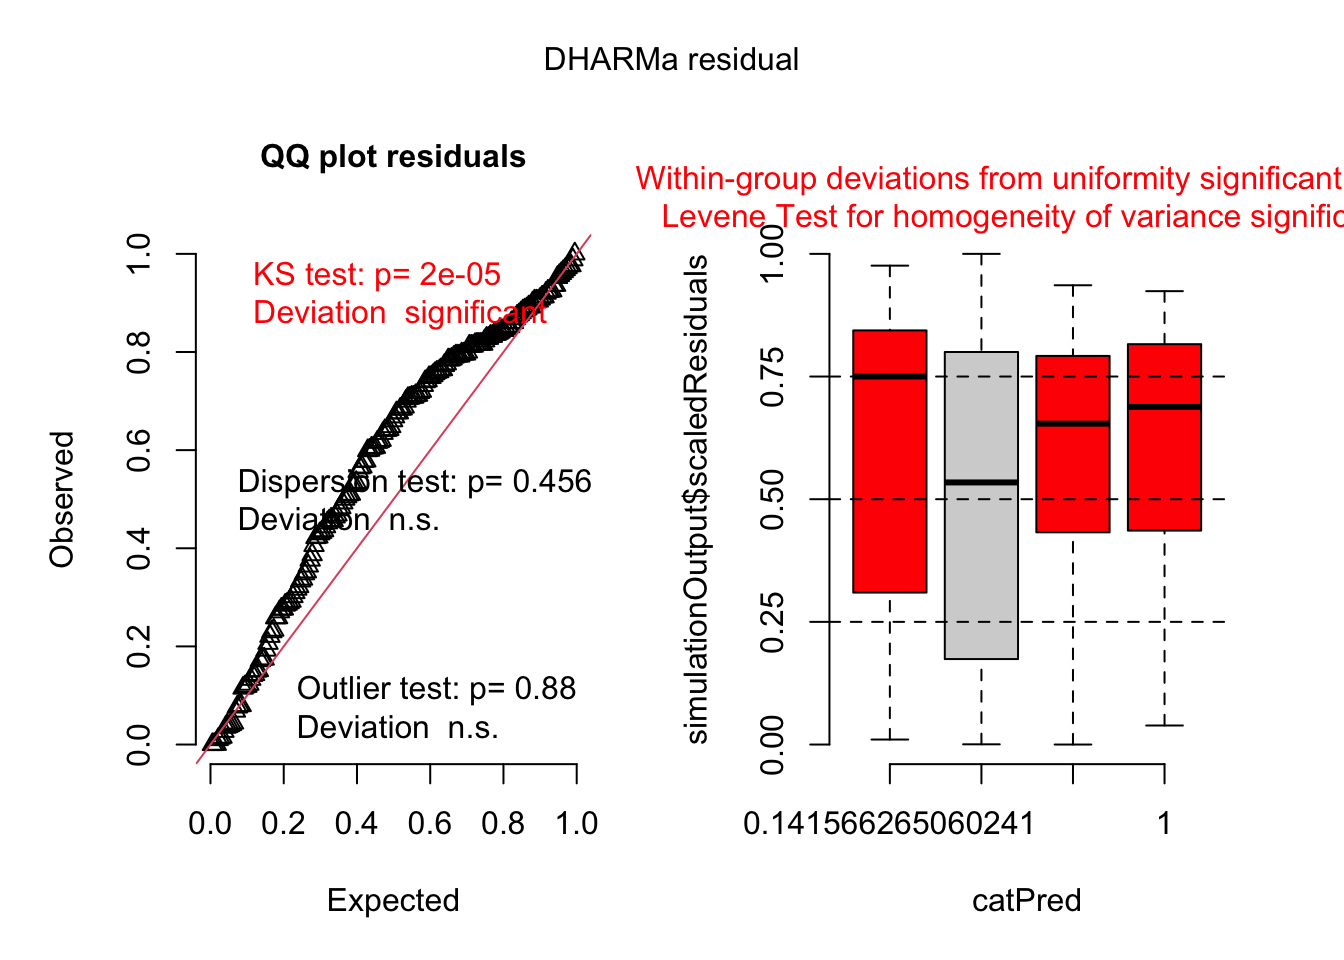 DHARMa residual
QQ plot residuals
KS test: p= 2e-05
Deviation  significant
Dispersion test: p= 0.456
Deviation  n.s.
Outlier test: p= 0.88
Deviation  n.s.
Observed
0.0 0.2 0.4 0.6 0.8 1.0
0.0 0.2 0.4 0.6 0.8 1.0
Expected
Within-group deviations from uniformity significant
Levene Test for homogeneity of variance signific
simulationOutput$scaledResiduals
0.00 0.25 0.50 0.75 1.00
0.141566265060241 1
catPred